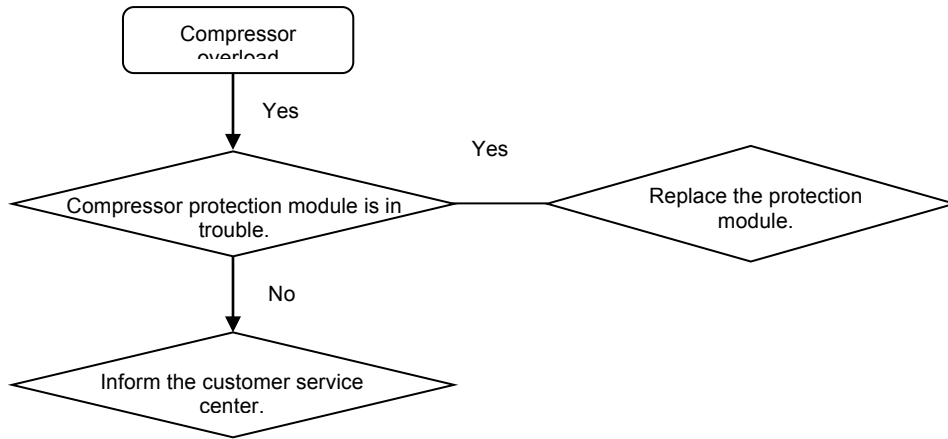 Compressor
overload
Yes
Yes
Compressor protection module is in
trouble.
Replace the protection
module.
No
Inform the customer service
center.